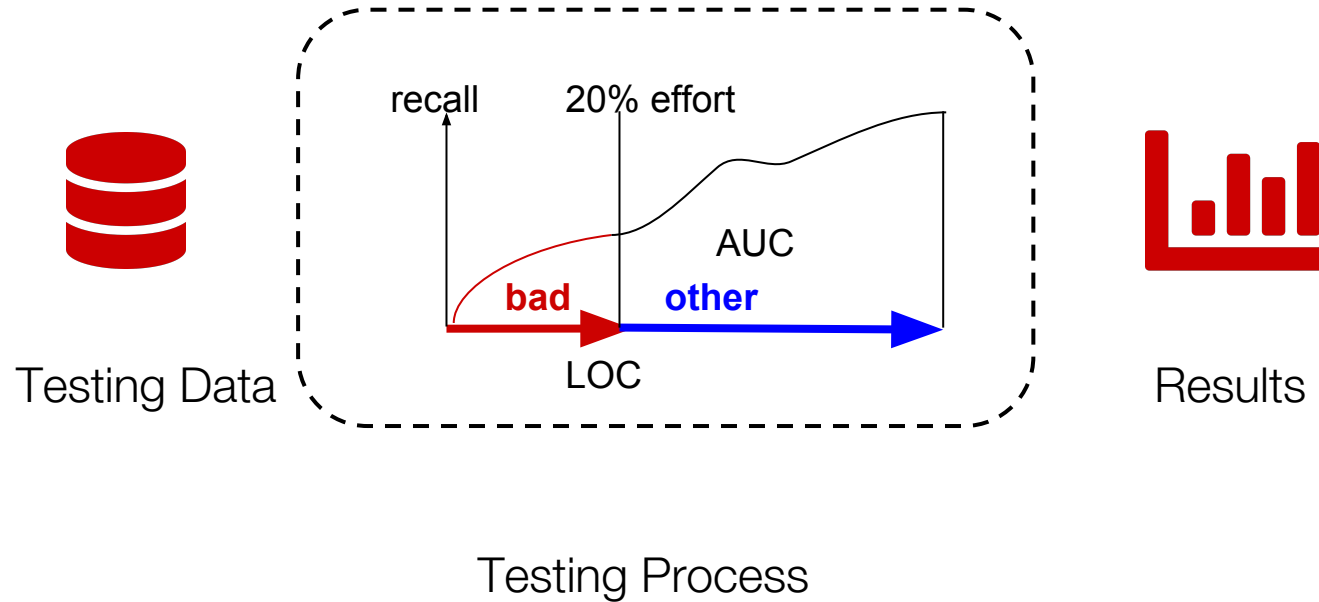 recall
20% effort
AUC
bad
other
LOC
Testing Data
Results
Testing Process